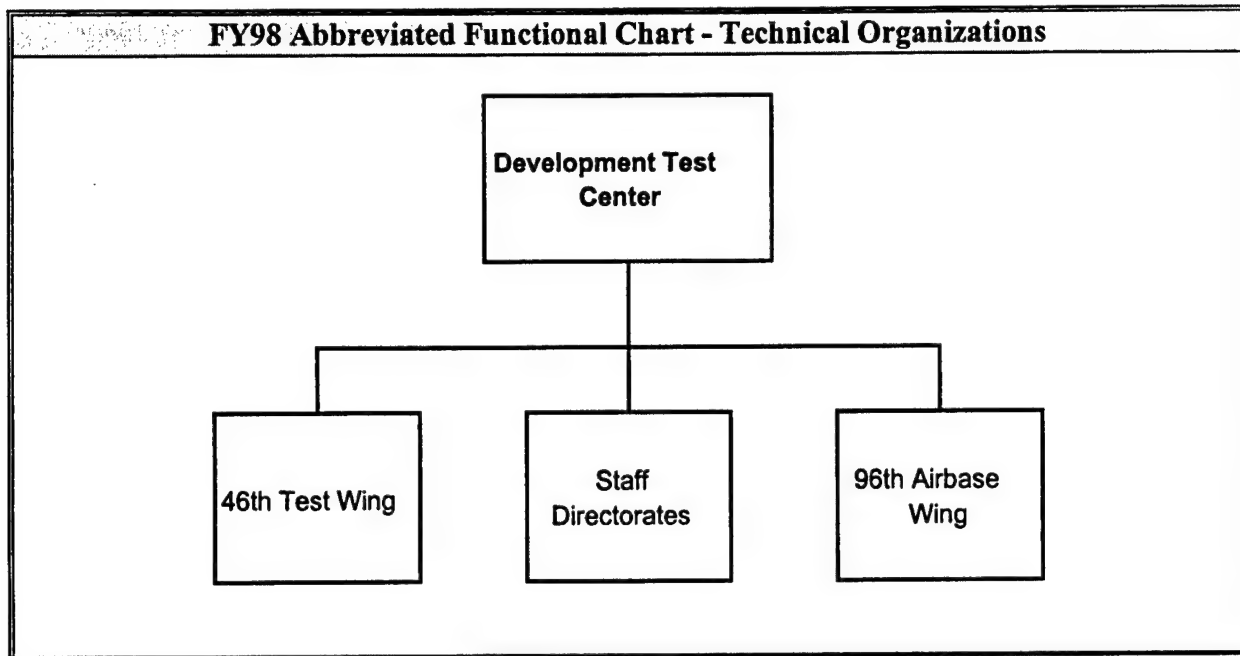 FY98 Abbreviated Functional Chart - Technical Organizations
Development Test
Center
46th Test Wing
Staff
Directorates
96th Airbase
Wing